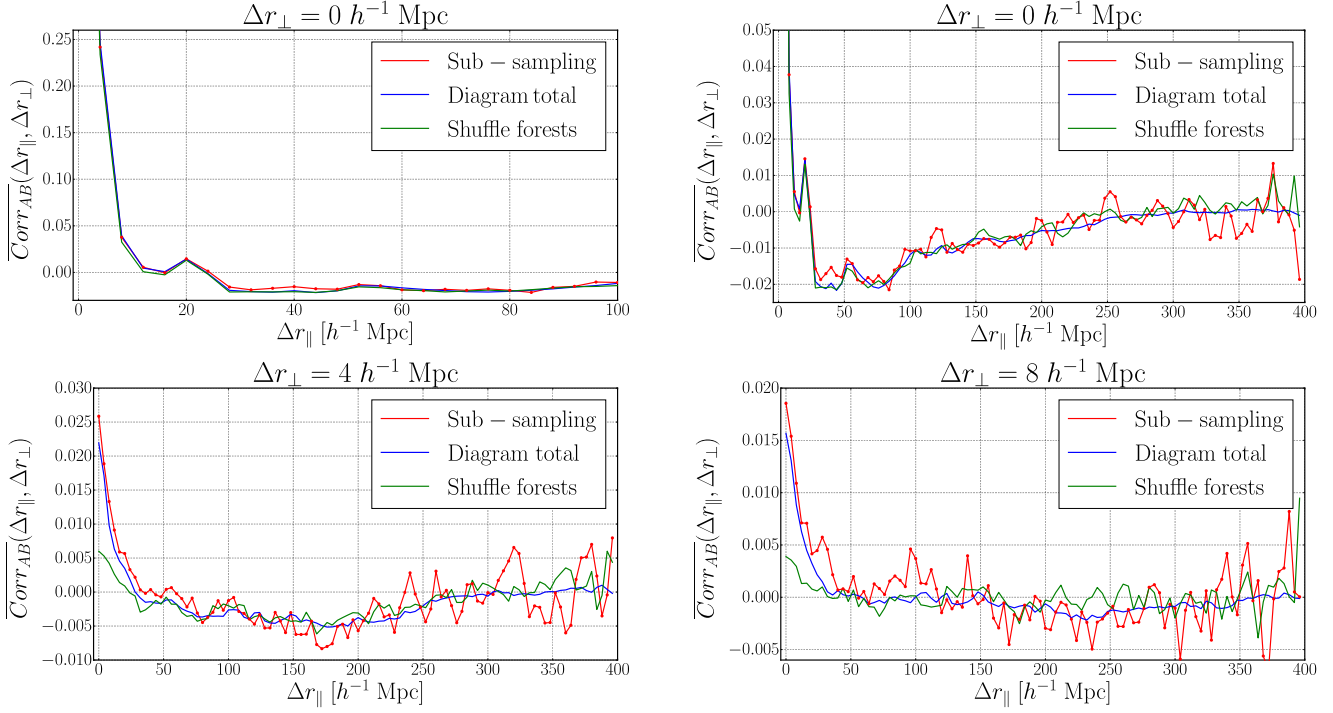 Δr⊥ = 0 h⁻¹ Mpc
0.25
0.20
0.15
0.10
0.05
0.00
0 20 40 60 80 100
Corr_AB(Δr∥, Δr⊥)
Δr∥ [h⁻¹ Mpc]
Sub − sampling
Diagram total
Shuffle forests
Δr⊥ = 0 h⁻¹ Mpc
0.05
0.04
0.03
0.02
0.01
0.00
−0.01
−0.02
0 50 100 150 200 250 300 350 400
Corr_AB(Δr∥, Δr⊥)
Δr∥ [h⁻¹ Mpc]
Sub − sampling
Diagram total
Shuffle forests
Δr⊥ = 4 h⁻¹ Mpc
0.030
0.025
0.020
0.015
0.010
0.005
0.000
−0.005
−0.010
0 50 100 150 200 250 300 350 400
Corr_AB(Δr∥, Δr⊥)
Δr∥ [h⁻¹ Mpc]
Sub − sampling
Diagram total
Shuffle forests
Δr⊥ = 8 h⁻¹ Mpc
0.020
0.015
0.010
0.005
0.000
−0.005
0 50 100 150 200 250 300 350 400
Corr_AB(Δr∥, Δr⊥)
Δr∥ [h⁻¹ Mpc]
Sub − sampling
Diagram total
Shuffle forests